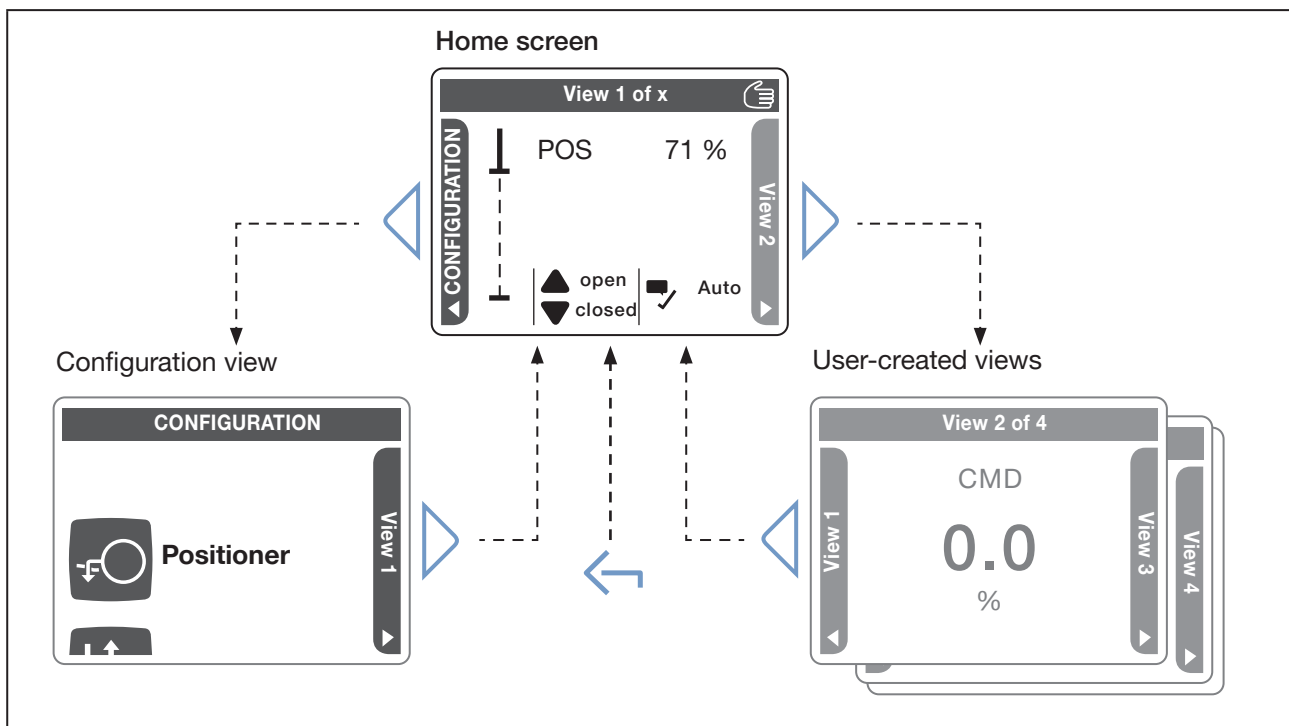 Home screen
View 1 of x
CONFIGURATION
POS 71 %
View 2
open
closed
Auto
Configuration view
User-created views
CONFIGURATION
Positioner
View 1
View 2 of 4
View 1
CMD
0.0
%
View 3
View 4